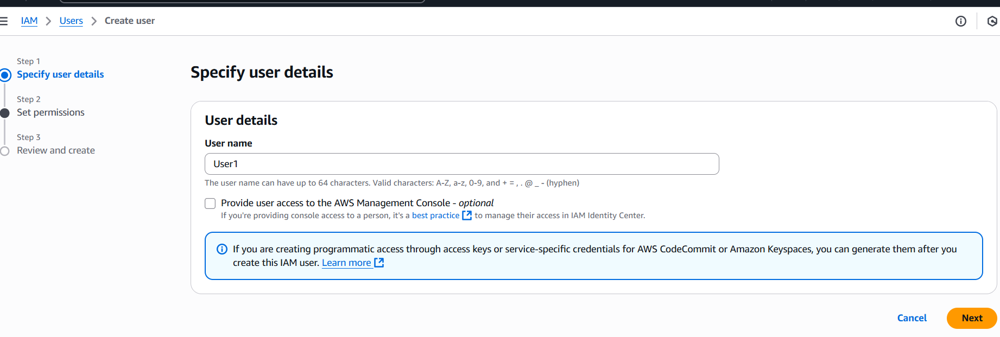 IAM > Users > Create user
Step 1
Specify user details
Step 2
Set permissions
Step 3
Review and create
Specify user details
User details
User name
User1
The user name can have up to 64 characters. Valid characters: A-Z, a-z, 0-9, and + = , . @ _ - (hyphen)
Provide user access to the AWS Management Console - optional
If you're providing console access to a person, it's a best practice to manage their access in IAM Identity Center.
If you are creating programmatic access through access keys or service-specific credentials for AWS CodeCommit or Amazon Keyspaces, you can generate them after you
create this IAM user. Learn more
Cancel
Next